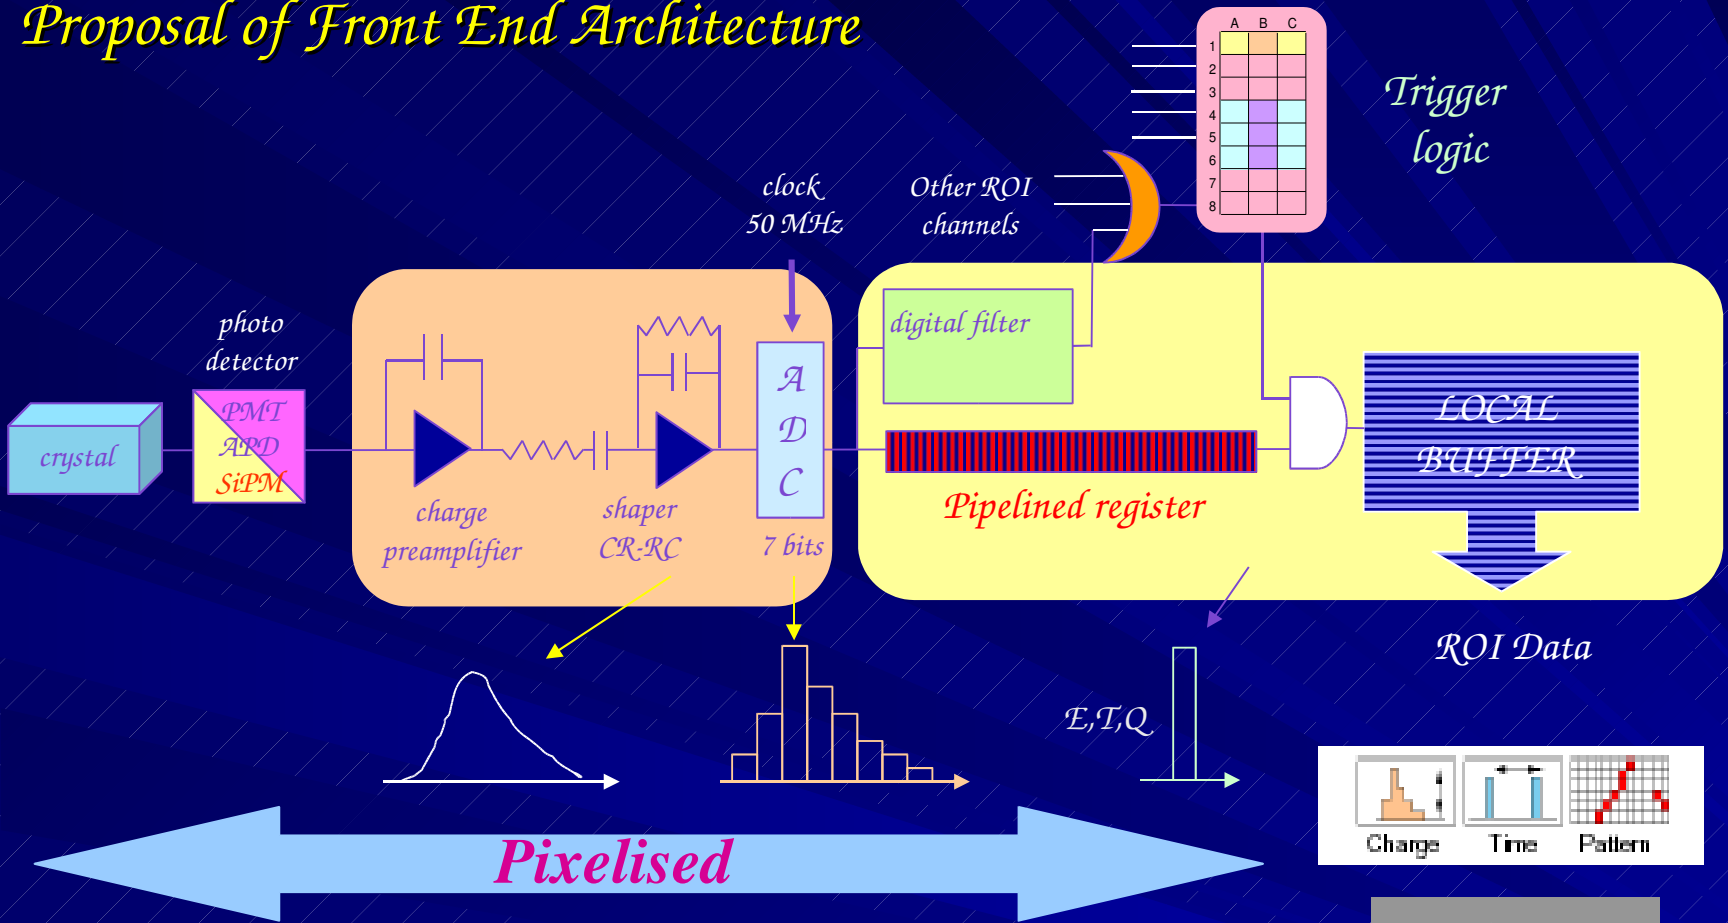 Proposal of Front End Architecture
A B C
1
2
3
4
5
6
7
8
Trigger
logic
clock
50 MHz
Other ROI
channels
photo
detector
PMT
APD
SiPM
crystal
charge
preamplifier
shaper
CR-RC
A
D
C
7 bits
digital filter
Pipelined register
LOCAL
BUFFER
ROI Data
E,T,Q
Pixelised
Charge
Time
Pattern